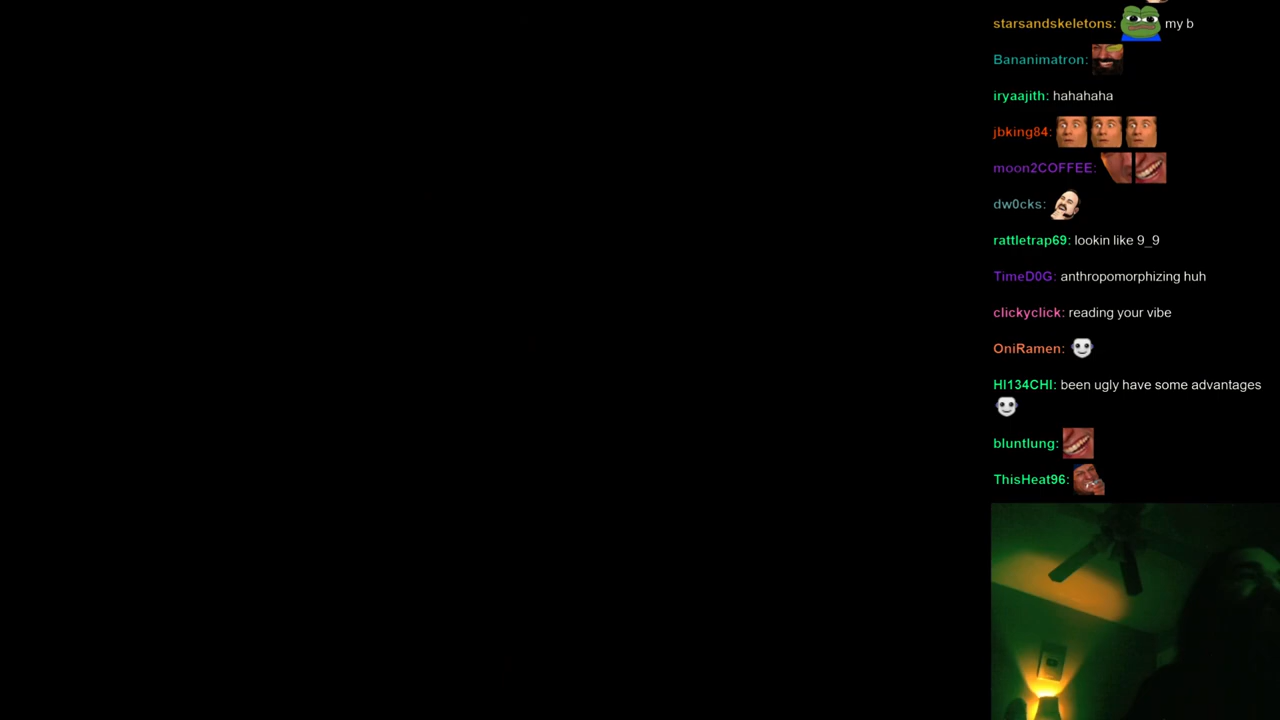 starsandskeletons: my b
Bananimatron:
iryaajith: hahahaha
jbking84:
moon2COFFEE:
dw0cks:
rattletrap69: lookin like 9_9
TimeD0G: anthropomorphizing huh
clickyclick: reading your vibe
OniRamen:
HI134CHI: been ugly have some advantages
bluntlung:
ThisHeat96: